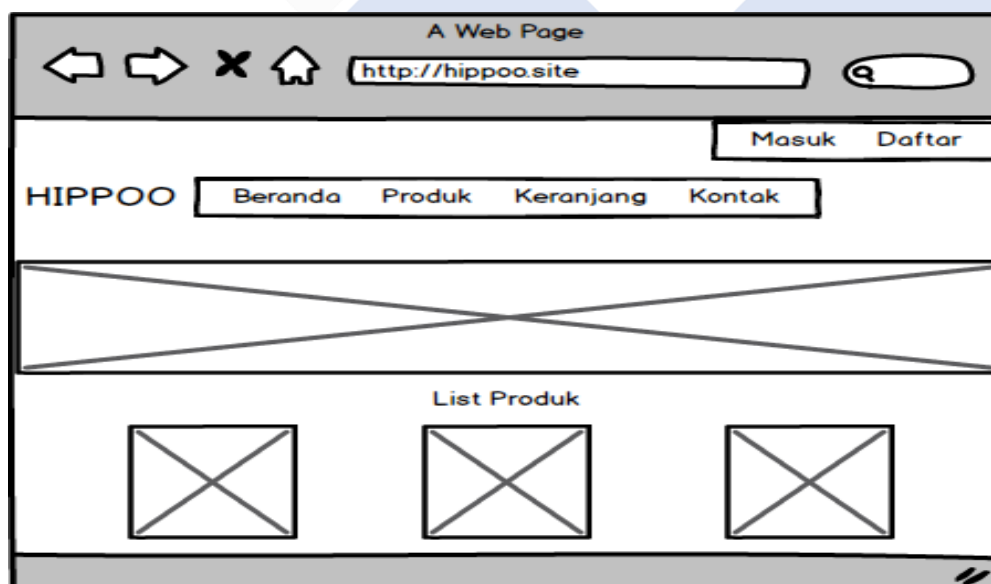 A Web Page
http://hippoo.site
Masuk Daftar
HIPPOO Beranda Produk Keranjang Kontak
List Produk